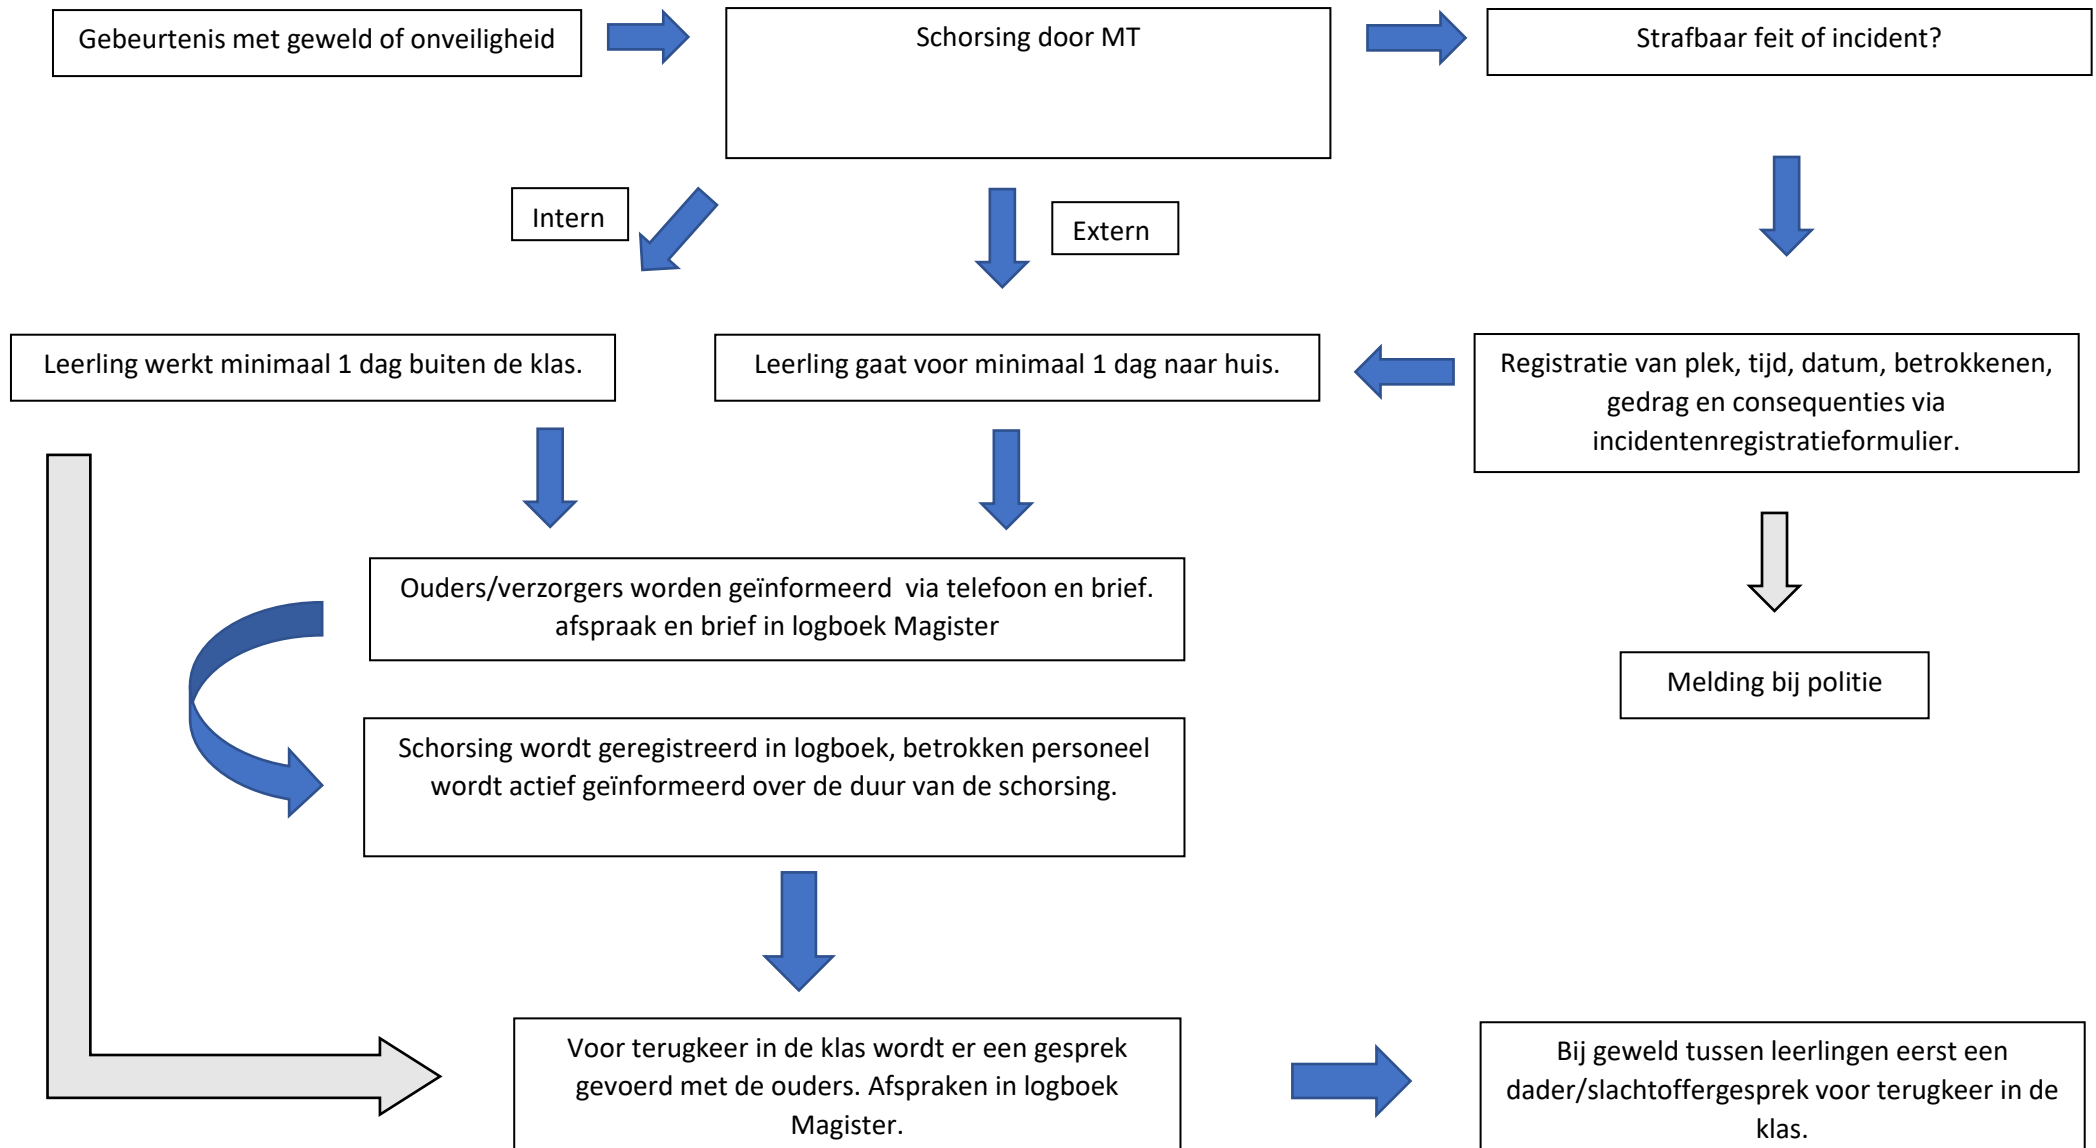 Gebeurtenis met geweld of onveiligheid
Schorsing door MT
Strafbaar feit of incident?
Intern
Extern
Leerling werkt minimaal 1 dag buiten de klas.
Leerling gaat voor minimaal 1 dag naar huis.
Registratie van plek, tijd, datum, betrokkenen,
gedrag en consequenties via
incidentenregistratieformulier.
Ouders/verzorgers worden geïnformeerd  via telefoon en brief.
afspraak en brief in logboek Magister
Melding bij politie
Schorsing wordt geregistreerd in logboek, betrokken personeel
wordt actief geïnformeerd over de duur van de schorsing.
Voor terugkeer in de klas wordt er een gesprek
gevoerd met de ouders. Afspraken in logboek
Magister.
Bij geweld tussen leerlingen eerst een
dader/slachtoffergesprek voor terugkeer in de
klas.